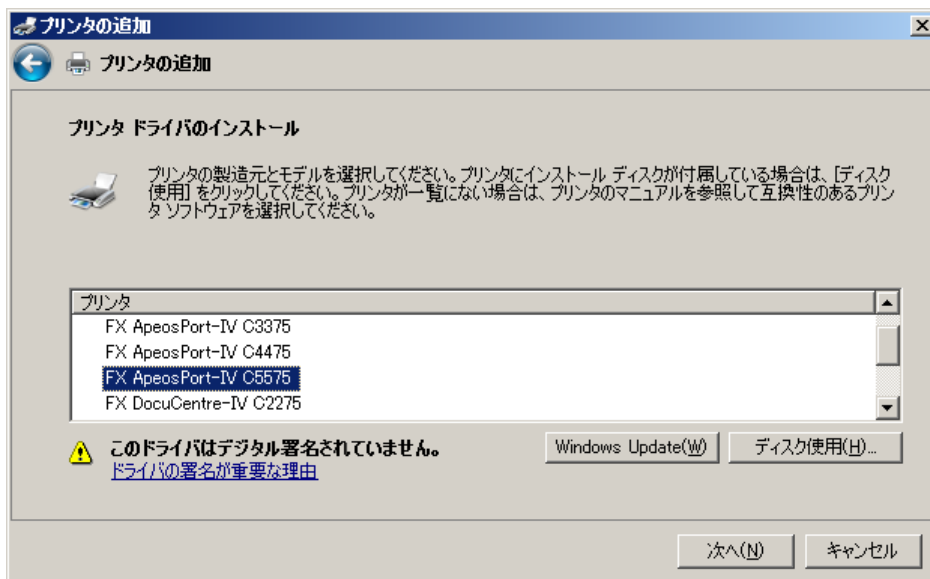 プリンタの追加
プリンタの追加
プリンタ ドライバのインストール
プリンタの製造元とモデルを選択してください。プリンタにインストール ディスクが付属している場合は、[ディスク
使用] をクリックしてください。プリンタが一覧にない場合は、プリンタのマニュアルを参照して互換性のあるプリン
タ ソフトウェアを選択してください。
プリンタ
FX ApeosPort-IV C3375
FX ApeosPort-IV C4475
FX ApeosPort-IV C5575
FX DocuCentre-IV C2275
このドライバはデジタル署名されていません。
ドライバの署名が重要な理由
Windows Update(W)
ディスク使用(H)...
次へ(N)
キャンセル